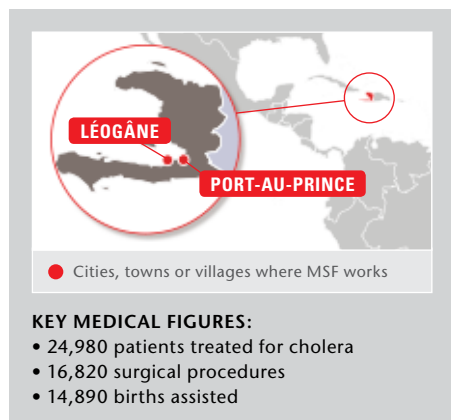 LÉOGÂNE
PORT-AU-PRINCE
Cities, towns or villages where MSF works
KEY MEDICAL FIGURES:
• 24,980 patients treated for cholera
• 16,820 surgical procedures
• 14,890 births assisted